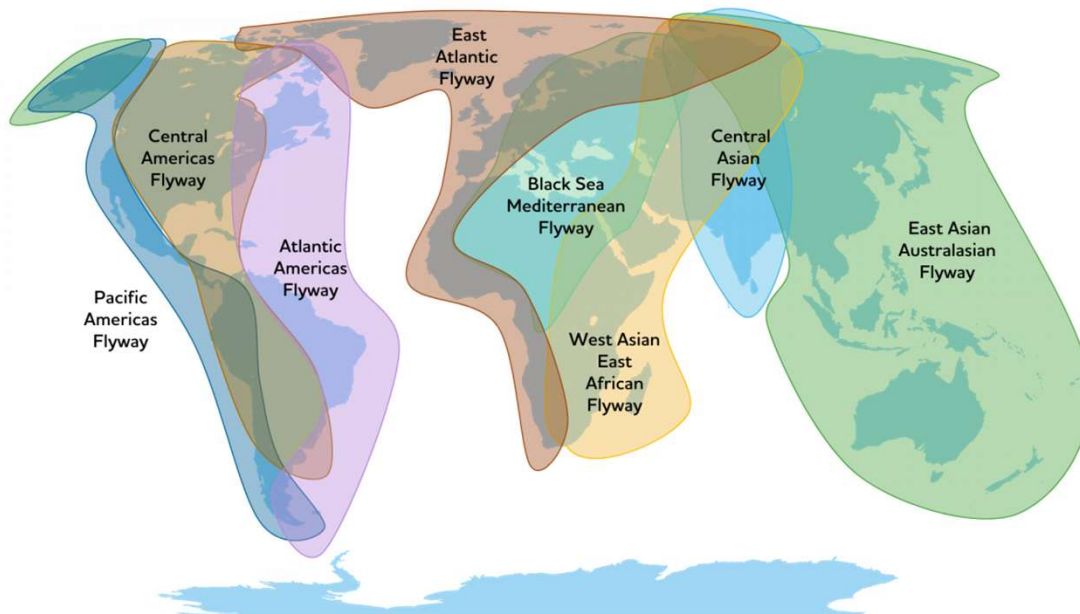 East
Atlantic
Flyway
Central
Americas
Flyway
Central
Asian
Flyway
Black Sea
Mediterranean
Flyway
Atlantic
Americas
Flyway
East Asian
Australasian
Flyway
Pacific
Americas
Flyway
West Asian
East
African
Flyway